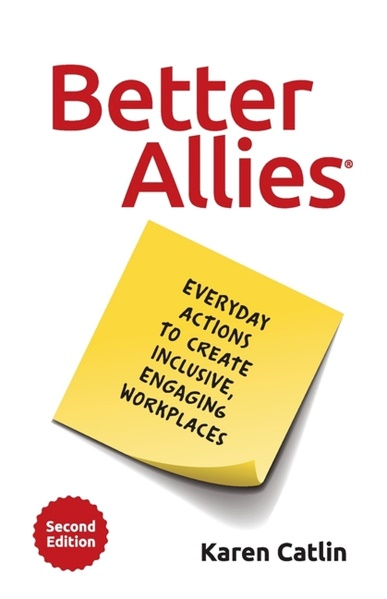 Better
Allies®
EVERYDAY
ACTIONS
TO CREATE
INCLUSIVE,
ENGAGING
WORKPLACES
Second
Edition
Karen Catlin